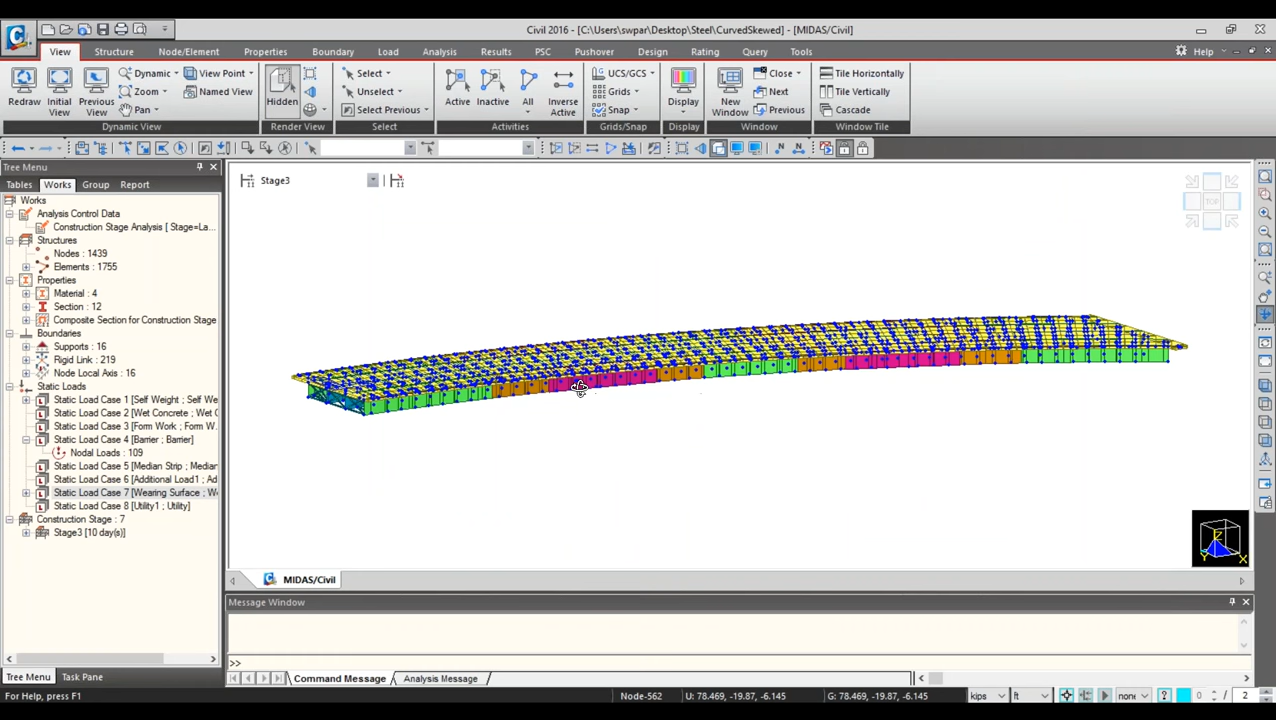 Civil 2016 - [C:\Users\swpar\Desktop\Steel\CurvedSkewed] - [MIDAS/Civil]
View Structure Node/Element Properties Boundary Load Analysis Results PSC Pushover Design Rating Query Tools Help
Redraw Initial View Previous View Dynamic Zoom Pan View Point Named View Hidden Select Unselect Select Previous Active Inactive All Inverse Active UCS/GCS Grids Snap Display New Window Close Next Previous Tile Horizontally Tile Vertically Cascade
Dynamic View Render View Select Activities Grids/Snap Display Window Window Tile
Tree Menu
Tables Works Group Report
Stage3
TOP
Works
Analysis Control Data
Construction Stage Analysis [ Stage=La...
Structures
Nodes : 1439
Elements : 1755
Properties
Material : 4
Section : 12
Composite Section for Construction Stage
Boundaries
Supports : 16
Rigid Link : 219
Node Local Axis : 16
Static Loads
Static Load Case 1 [Self Weight ; Self We
Static Load Case 2 [Wet Concrete ; Wet C
Static Load Case 3 [Form Work ; Form W...
Static Load Case 4 [Barrier ; Barrier]
Nodal Loads : 109
Static Load Case 5 [Median Strip ; Median
Static Load Case 6 [Additional Load1 ; Ad
Static Load Case 7 [Wearing Surface ; We
Static Load Case 8 [Utility1 ; Utility]
Construction Stage : 7
Stage3 [10 day(s)]
Z
Y X
MIDAS/Civil
Message Window
>>
Tree Menu Task Pane
Command Message Analysis Message
For Help, press F1
Node-562 U: 78.469, -19.87, -6.145 G: 78.469, -19.87, -6.145 kips ft none ? 0 / 2